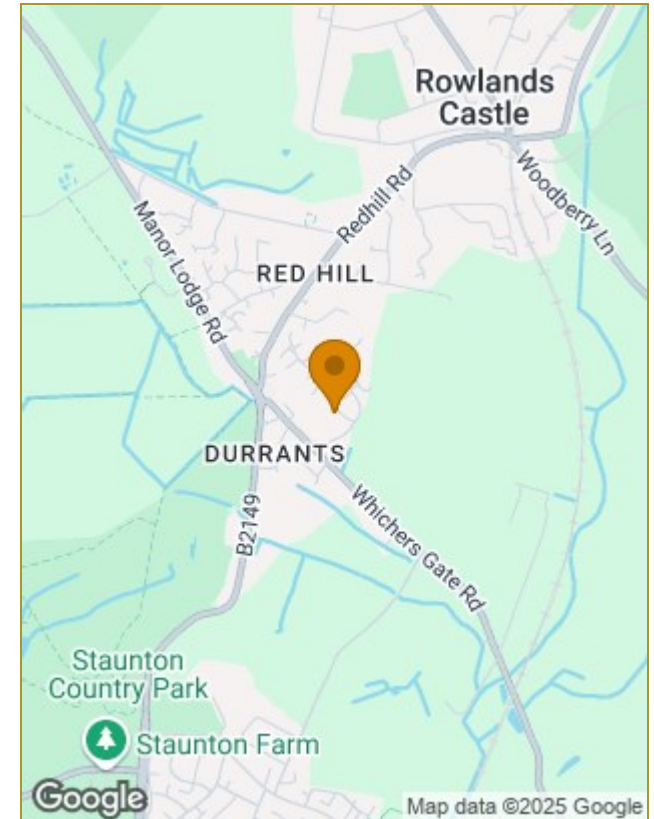 Rowlands
Castle
Woodberry Ln
Redhill Rd
Manor Lodge Rd
RED HILL
DURRANTS
B2149
Whichers Gate Rd
Staunton
Country Park
Staunton Farm
Google
Map data ©2025 Google